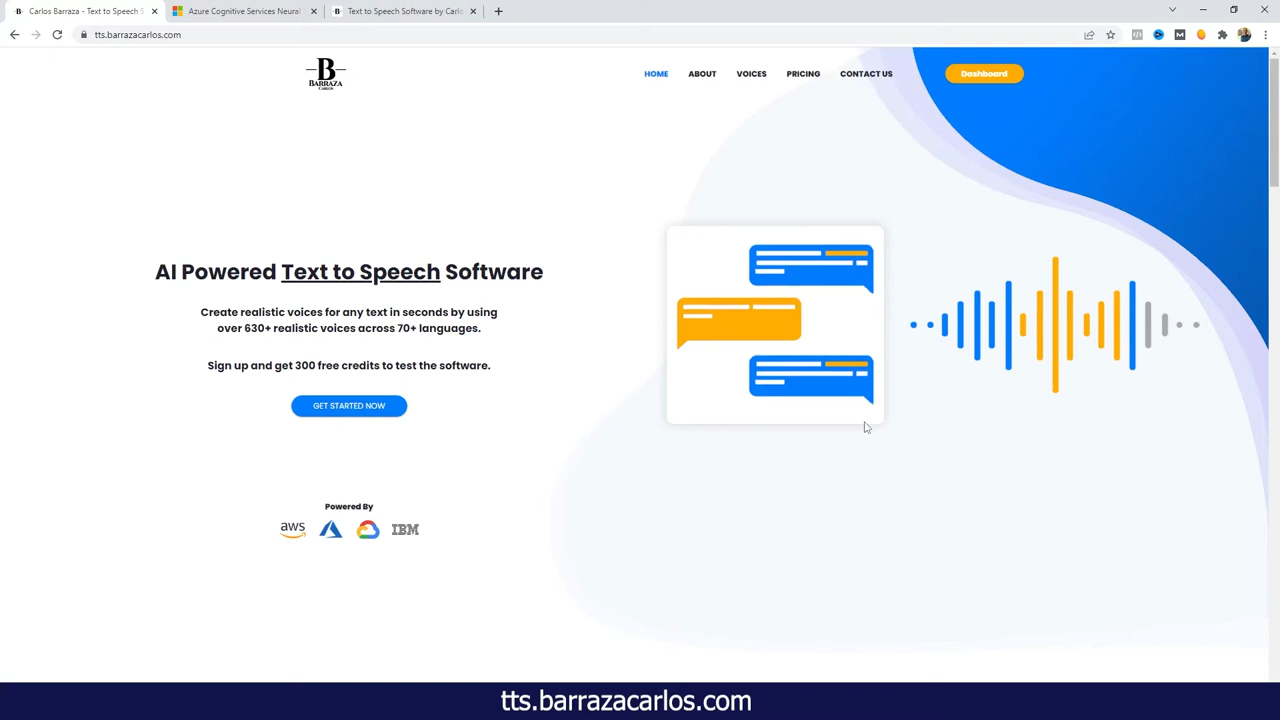 Carlos Barraza - Text to Speech S
Azure Cognitive Services Neural
Text to Speech Software by Carlo
tts.barrazacarlos.com
B
BARRAZA
CARLOS
HOME
ABOUT
VOICES
PRICING
CONTACT US
Dashboard
AI Powered Text to Speech Software
Create realistic voices for any text in seconds by using
over 630+ realistic voices across 70+ languages.
Sign up and get 300 free credits to test the software.
GET STARTED NOW
Powered By
aws
IBM
tts.barrazacarlos.com